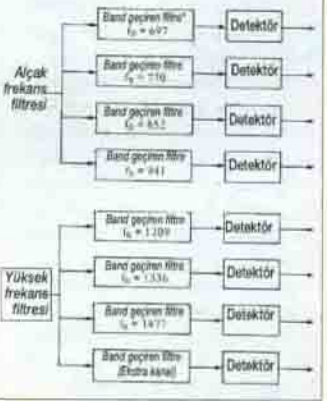 Band geçiren filtre*
f₀ = 697
Detektör
Alçak
frekans
filtresi
Band geçiren filtre
f₀ = 770
Detektör
Band geçiren filtre
f₀ = 852
Detektör
Band geçiren filtre
f₀ = 941
Detektör
Band geçiren filtre
f₀ = 1209
Detektör
Yüksek
frekans
filtresi
Band geçiren filtre
f₀ = 1336
Detektör
Band geçiren filtre
f₀ = 1477
Detektör
Band geçiren filtre
(Ekstra kanal)
Detektör